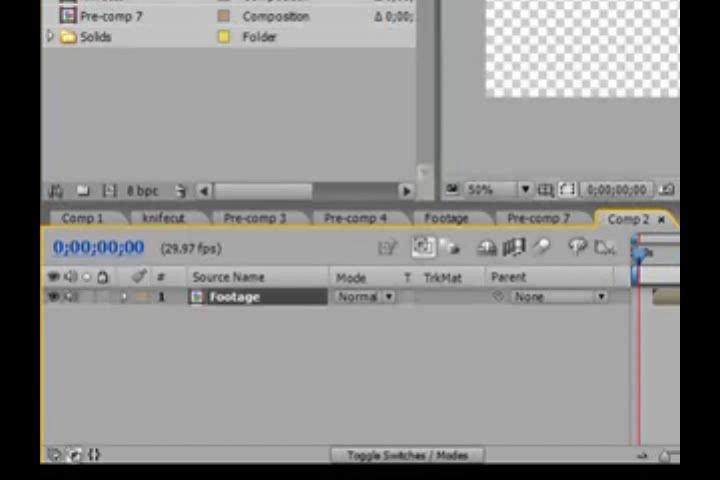 Pre-comp 7 Composition 0;00;
Solids Folder
8 bpc 50% 0;00;00;00
Comp 1 knifecut Pre-comp 3 Pre-comp 4 Footage Pre-comp 7 Comp 2 ×
0;00;00;00 (29.97 fps)
# Source Name Mode T TrkMat Parent
1 Footage Normal None
Toggle Switches / Modes